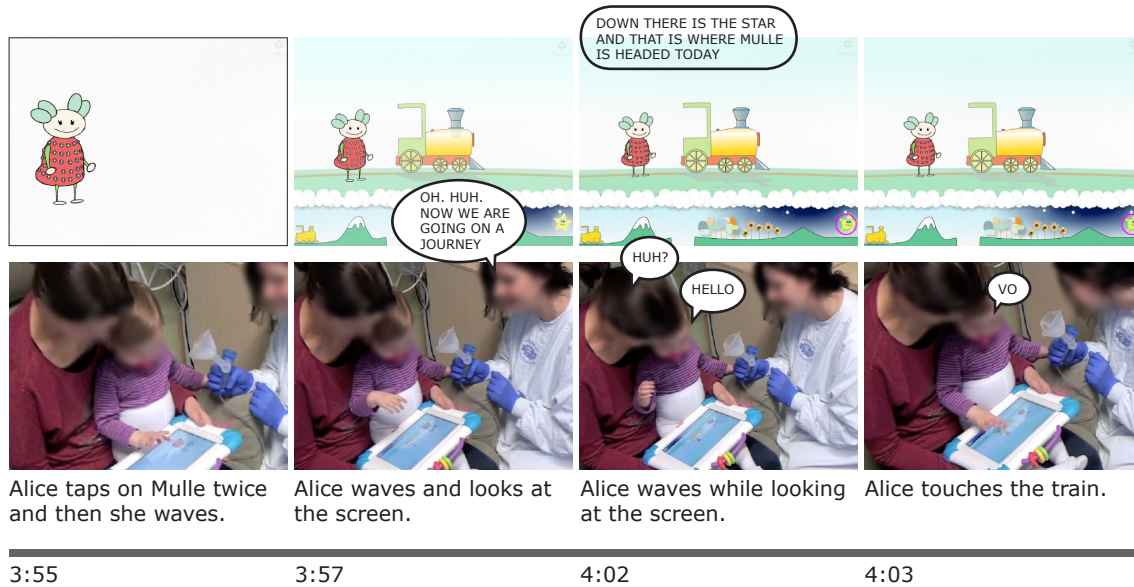 DOWN THERE IS THE STAR
AND THAT IS WHERE MULLE
IS HEADED TODAY
OH. HUH.
NOW WE ARE
GOING ON A
JOURNEY
HUH?
HELLO
VO
Alice taps on Mulle twice
and then she waves.
Alice waves and looks at
the screen.
Alice waves while looking
at the screen.
Alice touches the train.
3:55
3:57
4:02
4:03